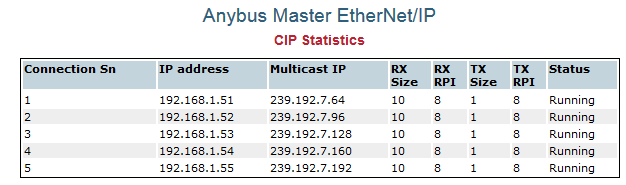 Anybus Master EtherNet/IP
CIP Statistics
Connection Sn IP address Multicast IP RX Size RX RPI TX Size TX RPI Status
1 192.168.1.51 239.192.7.64 10 8 1 8 Running
2 192.168.1.52 239.192.7.96 10 8 1 8 Running
3 192.168.1.53 239.192.7.128 10 8 1 8 Running
4 192.168.1.54 239.192.7.160 10 8 1 8 Running
5 192.168.1.55 239.192.7.192 10 8 1 8 Running